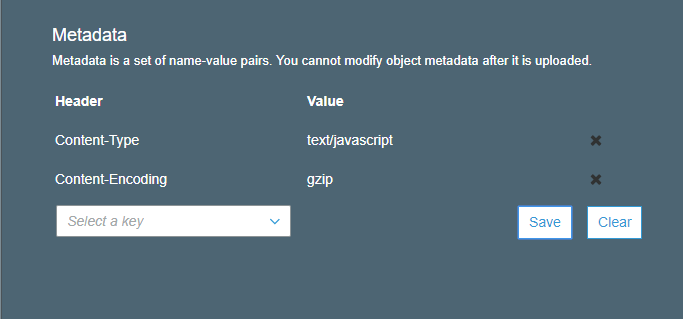 Metadata
Metadata is a set of name-value pairs. You cannot modify object metadata after it is uploaded.
Header Value
Content-Type text/javascript
Content-Encoding gzip
Select a key Save Clear